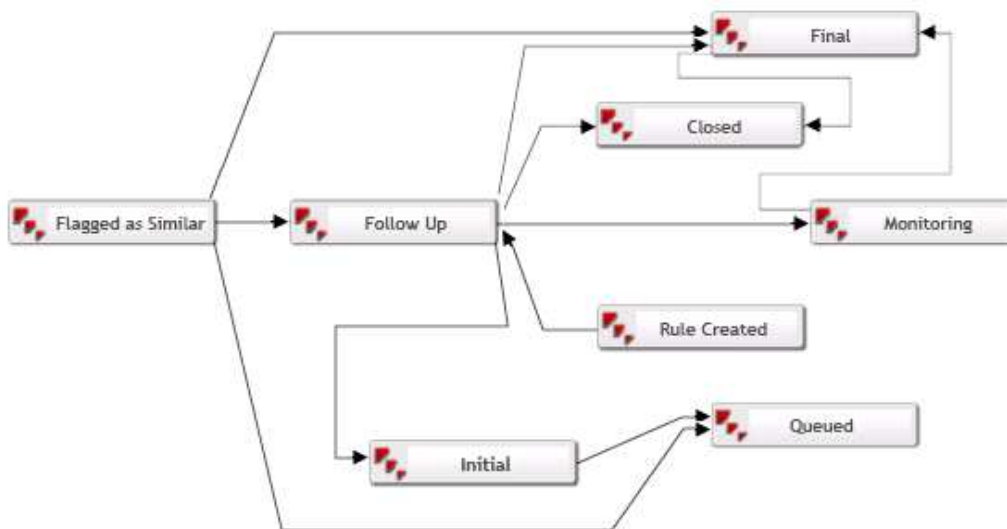 Final
Closed
Flagged as Similar
Follow Up
Monitoring
Rule Created
Queued
Initial